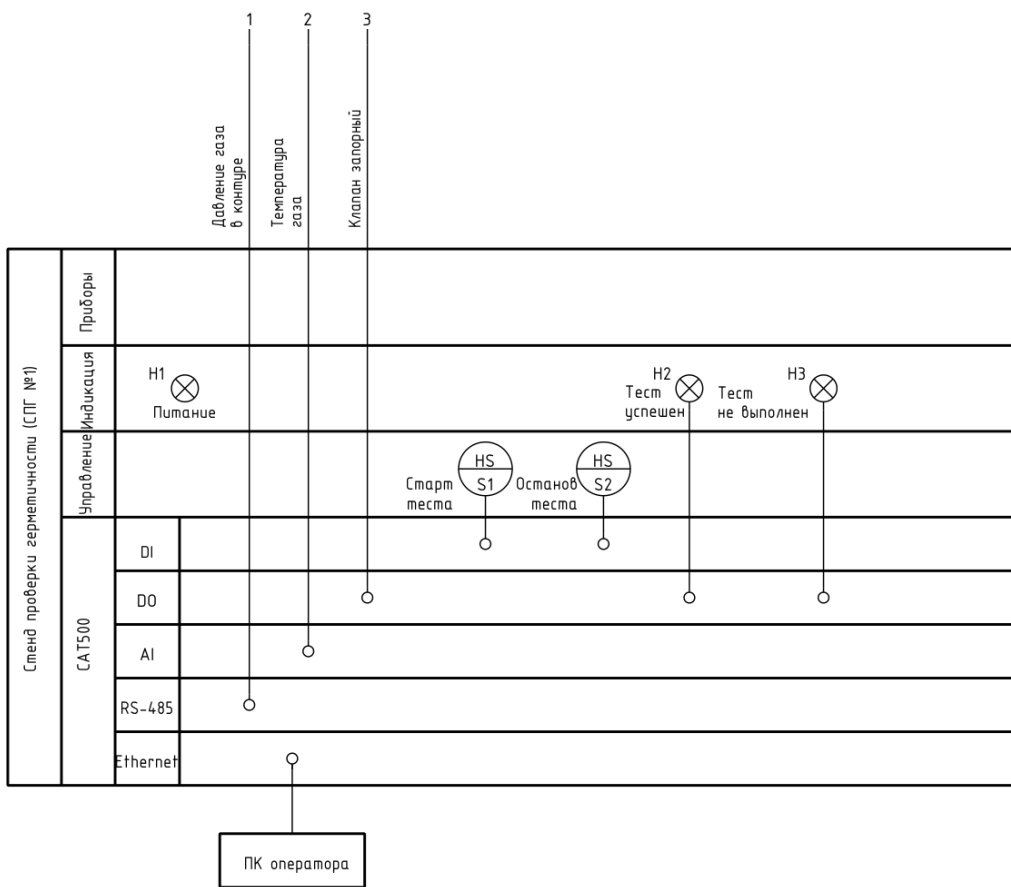 1
2
3
Давление газа
в контуре
Температура
газа
Клапан запорный
Стенд проверки герметичности (СПГ №1)
Приборы
Индикация
H1
Питание
H2
Тест
успешен
H3
Тест
не выполнен
Управление
HS
S1
Старт
теста
HS
S2
Останов
теста
CAT500
DI
DO
AI
RS-485
Ethernet
ПК оператора